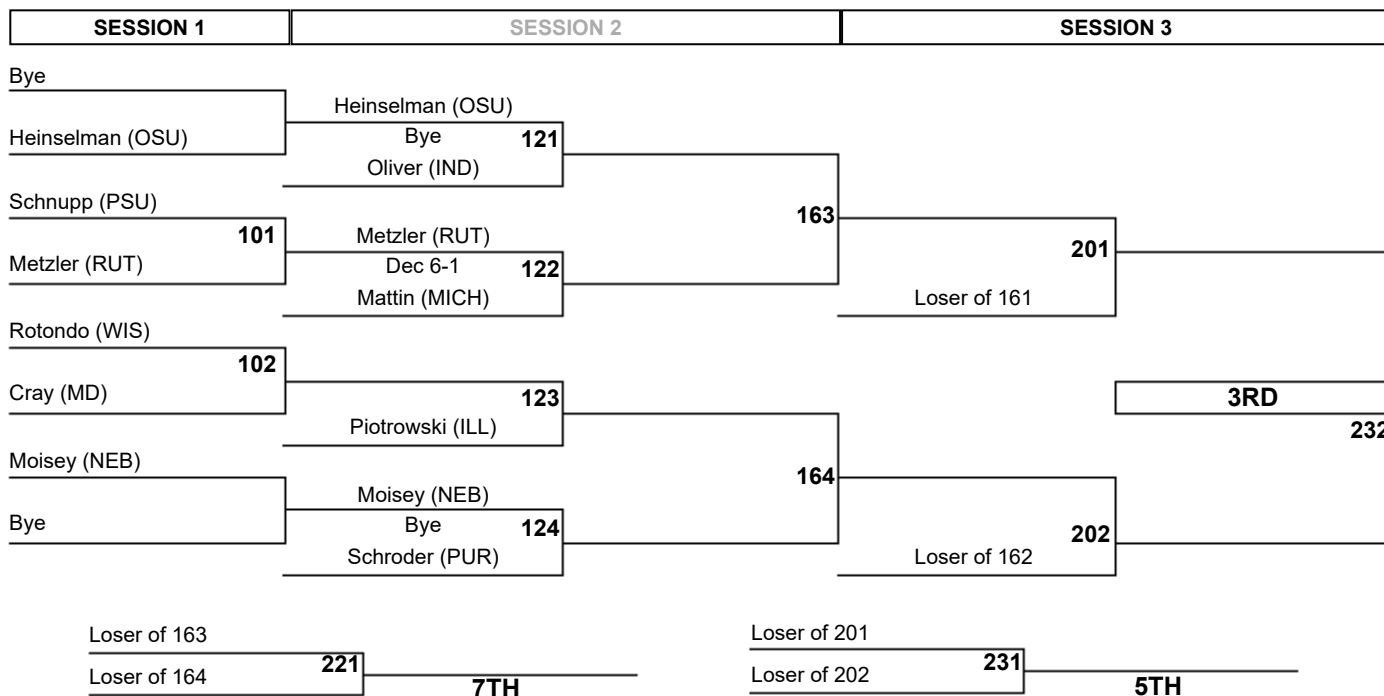 SESSION 1 SESSION 2 SESSION 3
Bye
Heinselman (OSU)
Heinselman (OSU)
Bye 121
Oliver (IND)
Schnupp (PSU)
101
Metzler (RUT)
Metzler (RUT)
Dec 6-1 122
Mattin (MICH)
163
201
Loser of 161
Rotondo (WIS)
102
Cray (MD)
123
Piotrowski (ILL)
3RD
232
Moisey (NEB)
Bye
Moisey (NEB)
Bye 124
Schroder (PUR)
164
202
Loser of 162
Loser of 163
221
Loser of 164
7TH
Loser of 201
231
Loser of 202
5TH